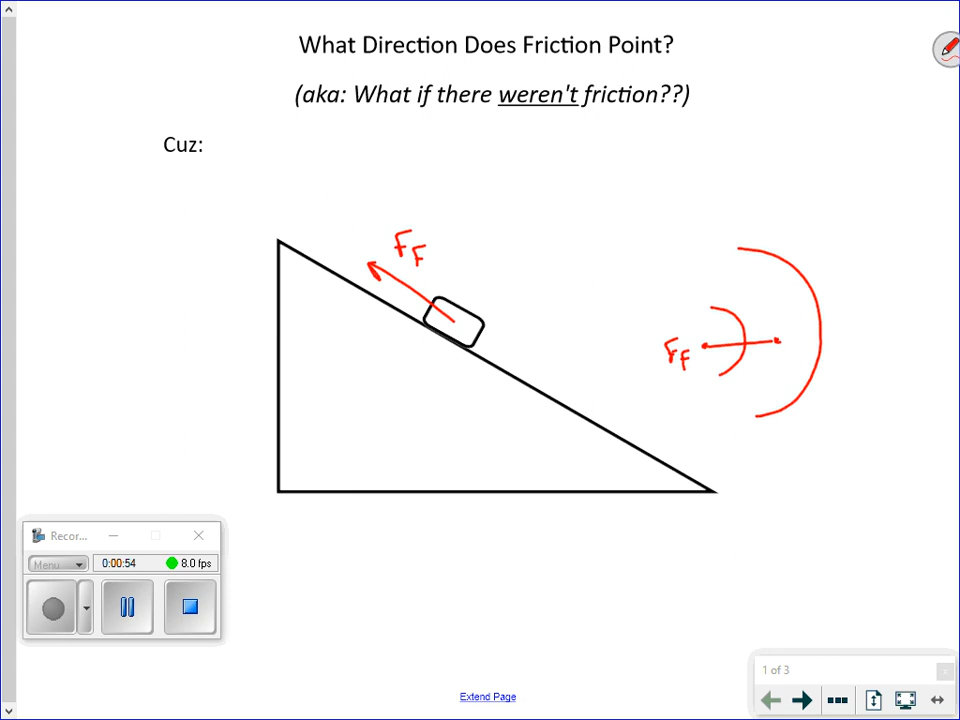 What Direction Does Friction Point?
(aka: What if there weren't friction??)
Cuz:
FF
FF
Recor...
Menu
0:00:54
8.0 fps
1 of 3
Extend Page